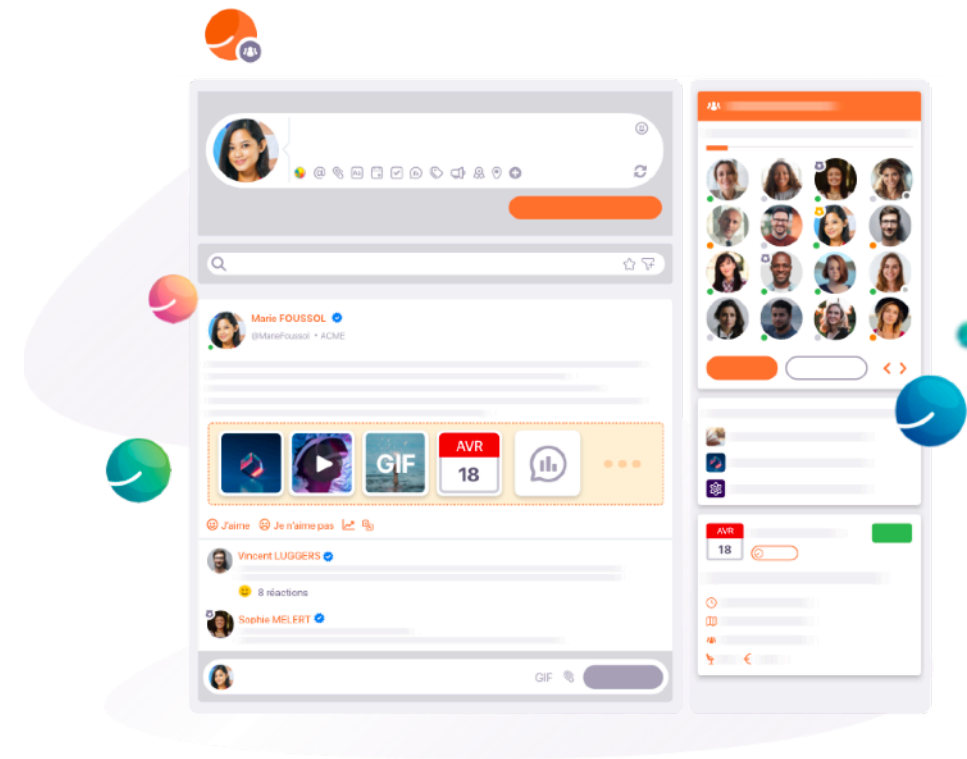 Marie FOUSSOL
@MarieFoussol • ACME
GIF
AVR
18
J'aime
Je n'aime pas
Vincent LUGGERS
8 réactions
Sophie MELERT
GIF
AVR
18